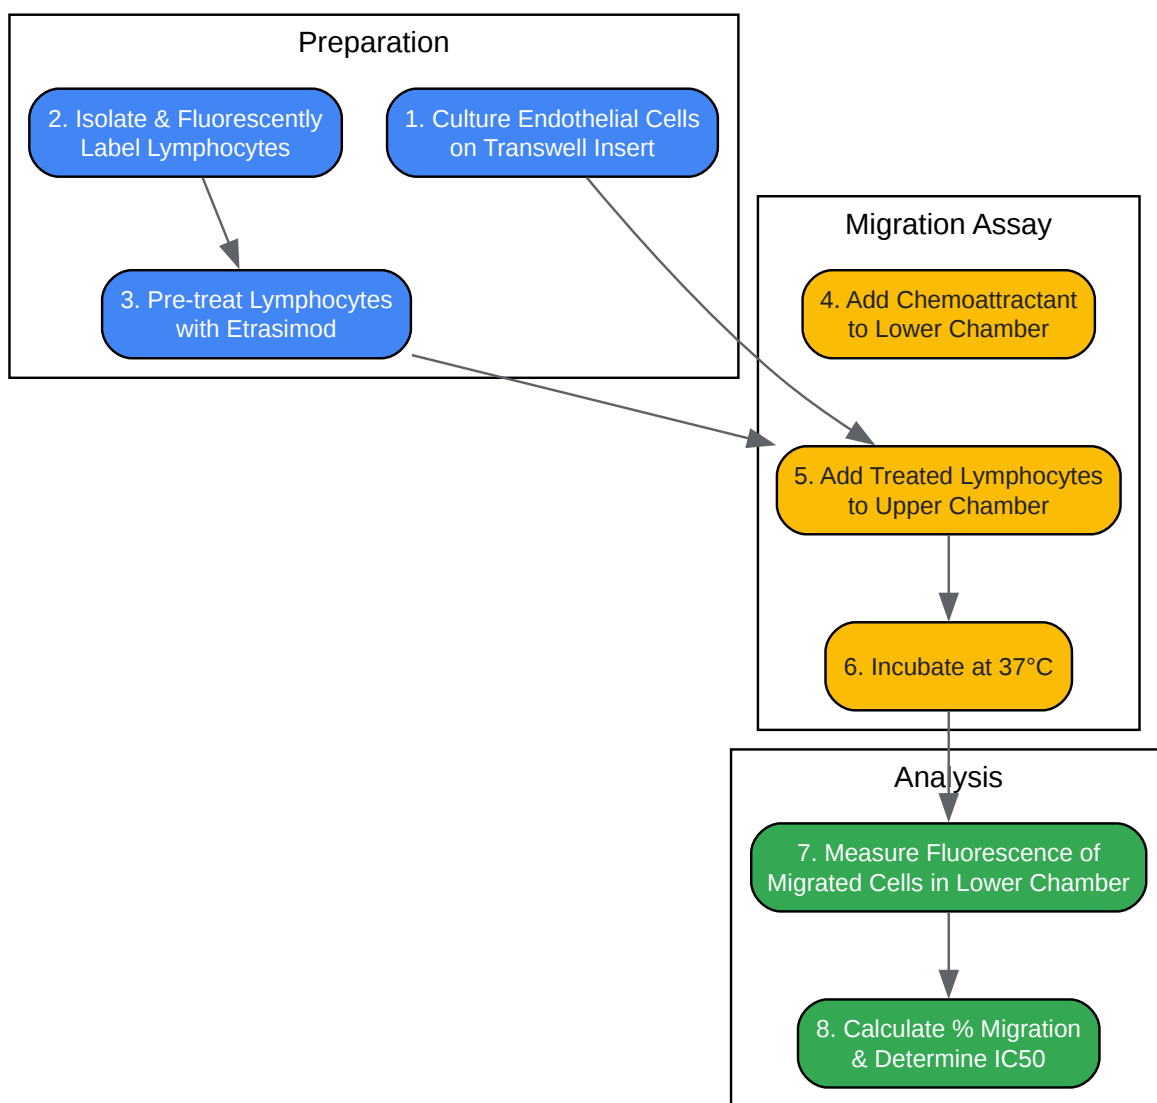 Preparation
2. Isolate & Fluorescently
Label Lymphocytes
1. Culture Endothelial Cells
on Transwell Insert
3. Pre-treat Lymphocytes
with Etrasimod
Migration Assay
4. Add Chemoattractant
to Lower Chamber
5. Add Treated Lymphocytes
to Upper Chamber
6. Incubate at 37°C
Analysis
7. Measure Fluorescence of
Migrated Cells in Lower Chamber
8. Calculate % Migration
& Determine IC50